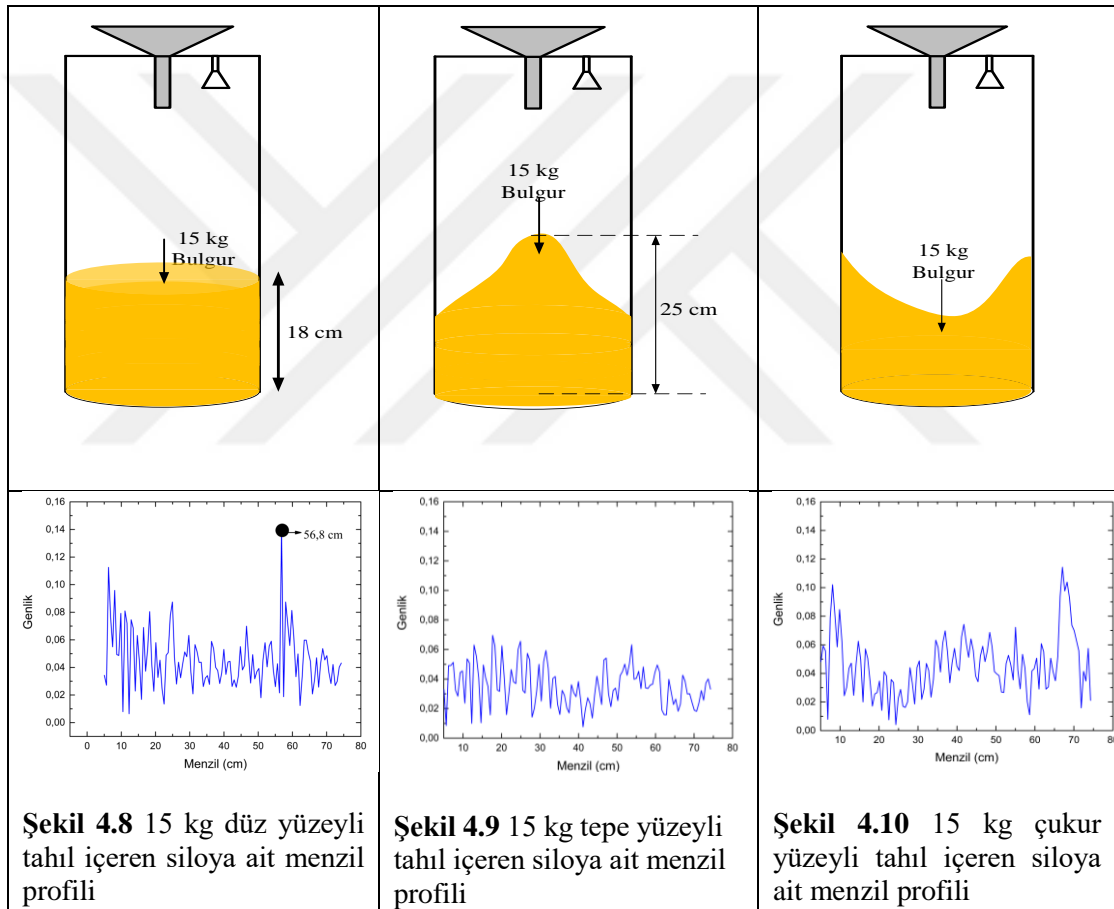 15 kg
Bulgur
18 cm
15 kg
Bulgur
25 cm
15 kg
Bulgur
0,16
0,14
0,12
0,10
0,08
0,06
0,04
0,02
0,00
Genlik
56,8 cm
0 10 20 30 40 50 60 70 80
Menzil (cm)
0,16
0,14
0,12
0,10
0,08
0,06
0,04
0,02
0,00
Genlik
10 20 30 40 50 60 70 80
Menzil (cm)
0,16
0,14
0,12
0,10
0,08
0,06
0,04
0,02
0,00
Genlik
10 20 30 40 50 60 70 80
Menzil (cm)
Şekil 4.8 15 kg düz yüzeyli
tahıl içeren siloya ait menzil
profili
Şekil 4.9 15 kg tepe yüzeyli
tahıl içeren siloya ait menzil
profili
Şekil 4.10 15 kg çukur
yüzeyli tahıl içeren siloya
ait menzil profili